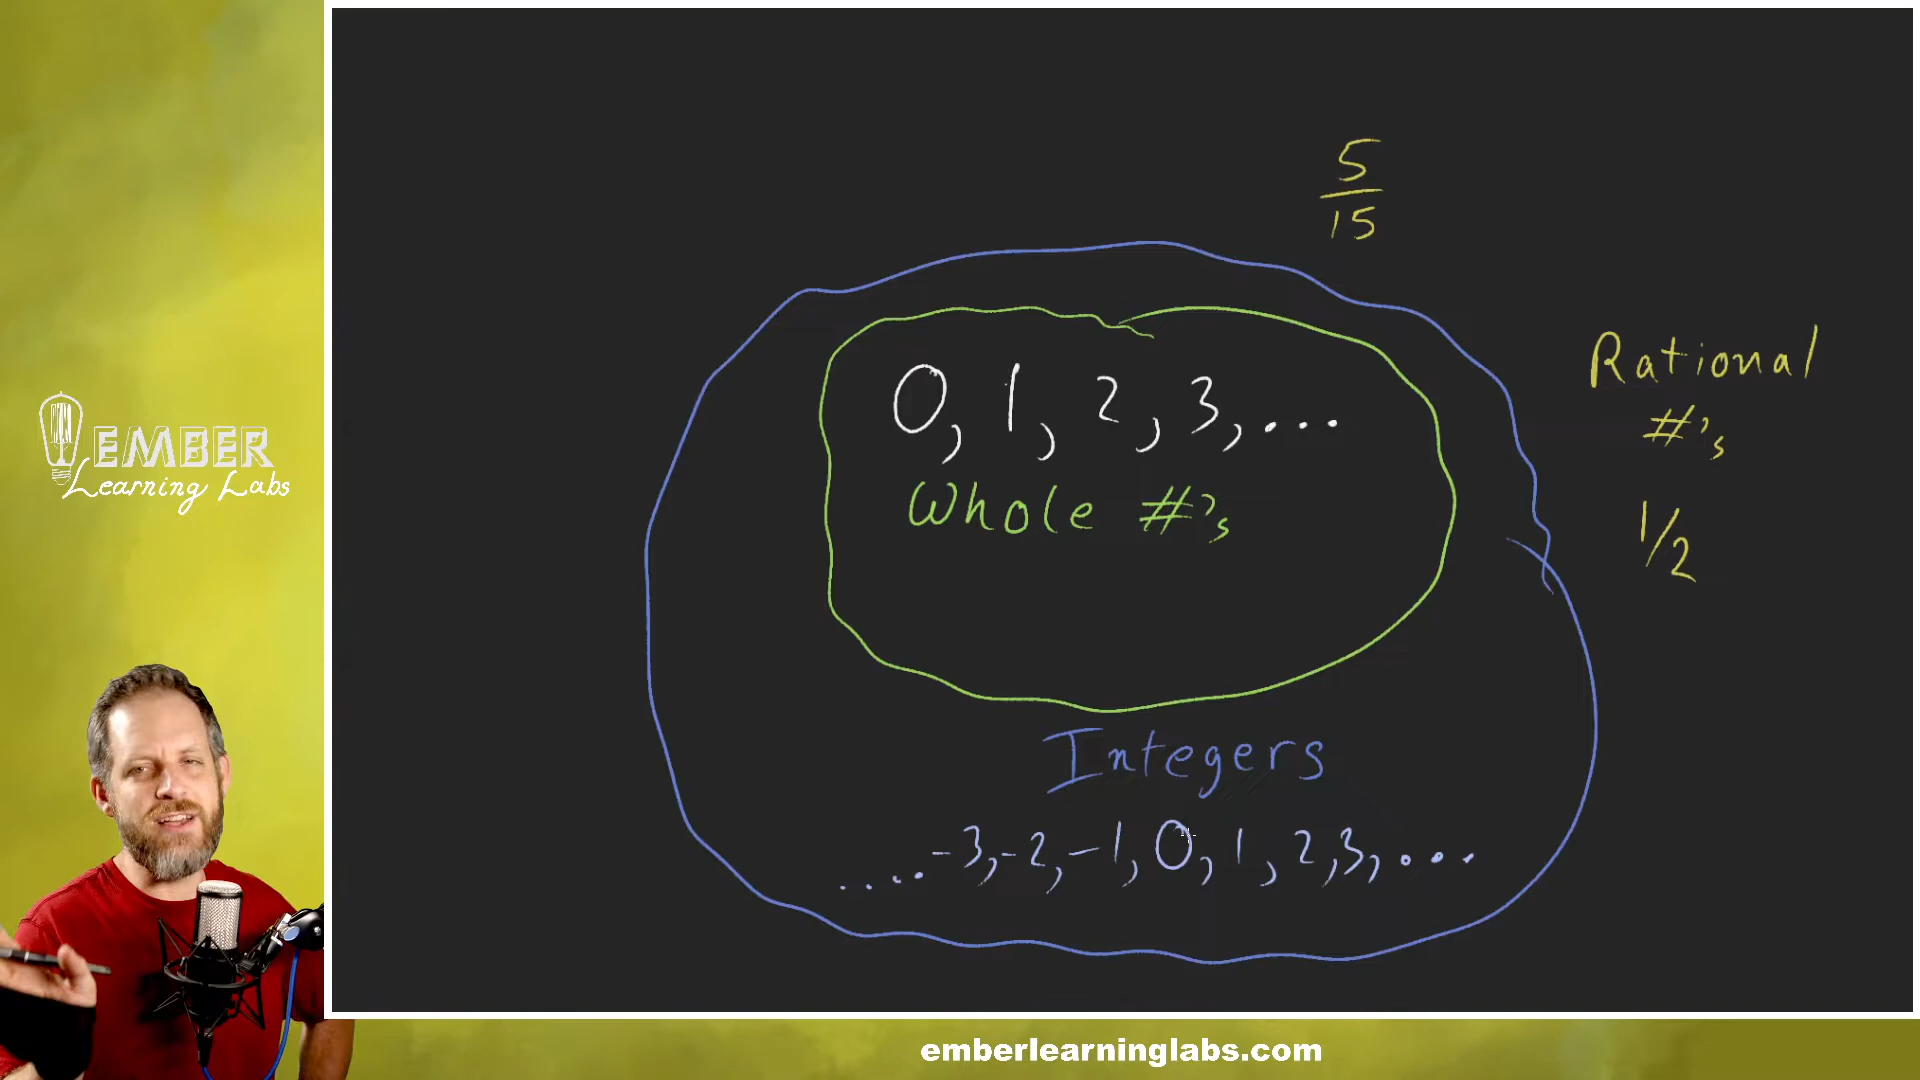 EMBER
Learning Labs
5
15
0, 1, 2, 3, ...
Whole #'s
Rational
#'s
1/2
Integers
.... -3, -2, -1, 0, 1, 2, 3, ...
emberlearninglabs.com